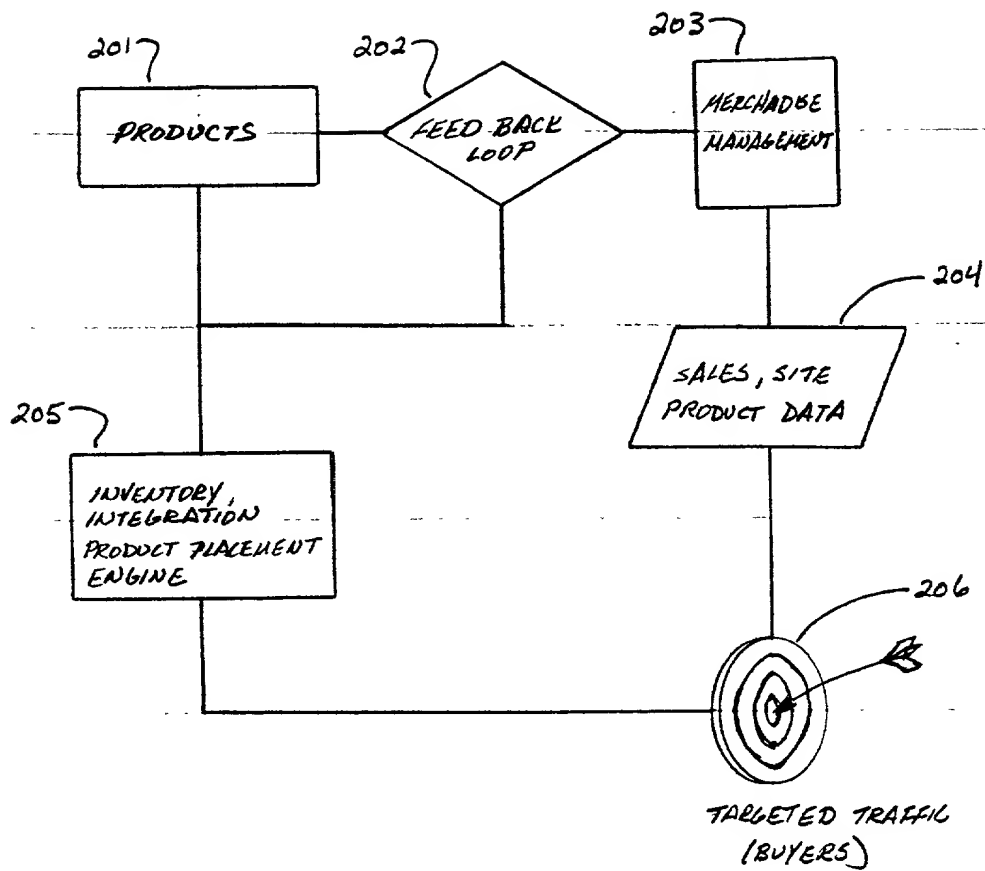 201
202
203
PRODUCTS
FEED BACK
LOOP
MERCHADISE
MANAGEMENT
204
SALES, SITE
PRODUCT DATA
205
INVENTORY,
INTEGRATION
PRODUCT PLACEMENT
ENGINE
206
TARGETED TRAFFIC
(BUYERS)